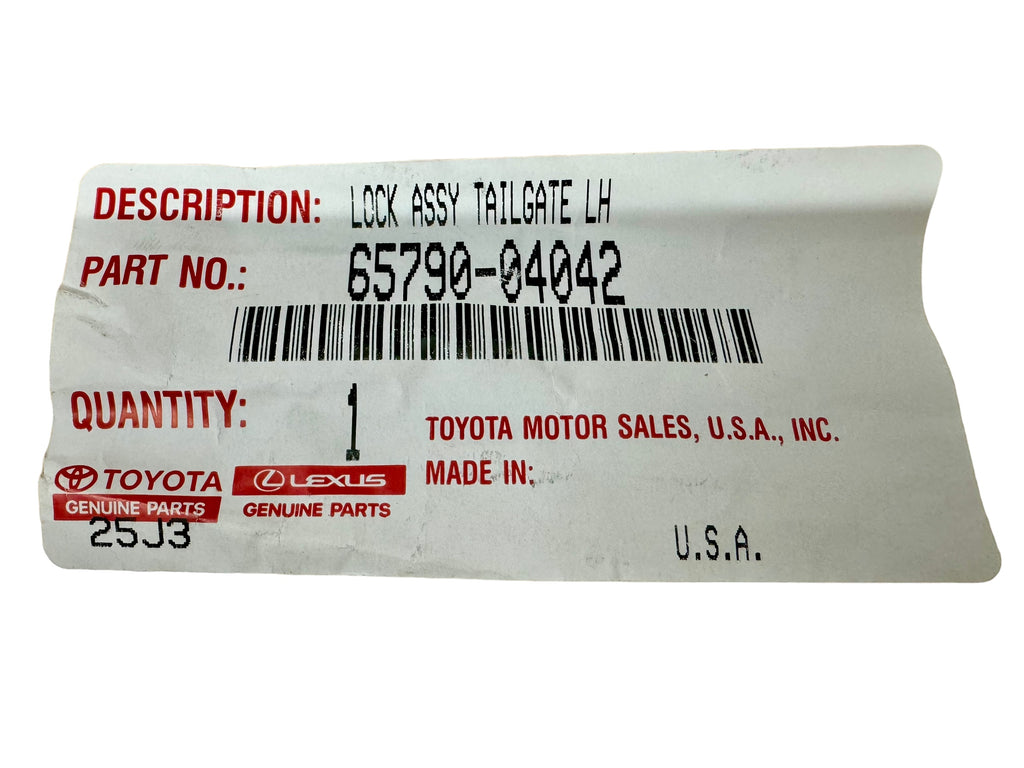 DESCRIPTION: LOCK ASSY TAILGATE LH
PART NO.: 65790-04042
QUANTITY: 1
TOYOTA MOTOR SALES, U.S.A., INC.
MADE IN:
TOYOTA
GENUINE PARTS
LEXUS
GENUINE PARTS
25J3
U.S.A.